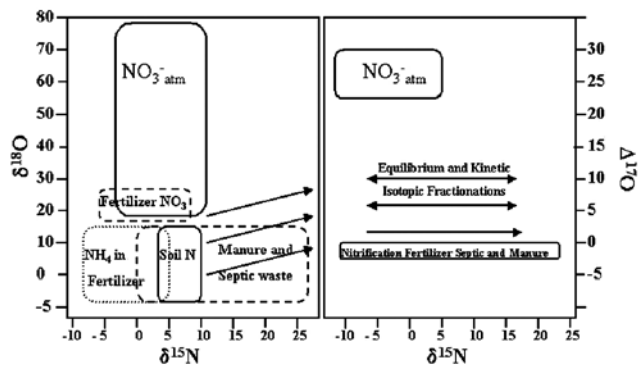 80
70
60
50
40
30
20
10
0
-5
δ18O
NO3-atm
Fertilizer NO3
NH4 in
Fertilizer
Soil N
Manure and
Septic waste
-10 - 5 0 5 10 15 20 25
δ15N
NO3-atm
Equilibrium and Kinetic
Isotopic Fractionations
Nitrification Fertilizer Septic and Manure
30
25
20
15
10
5
0
-5
Δ17O
-10 - 5 0 5 10 15 20 25
δ15N